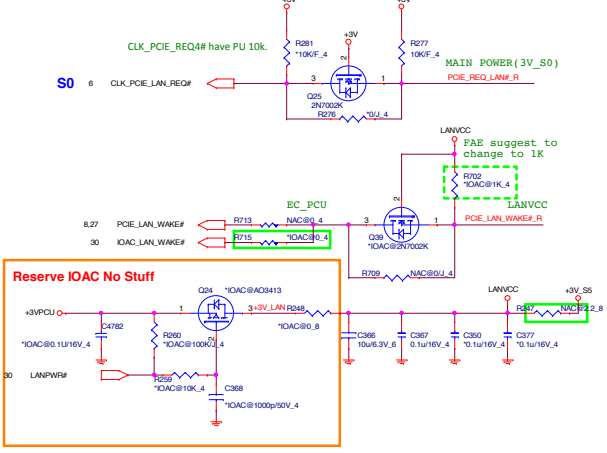 +3V
+3V
CLK_PCIE_REQ4# have PU 10k.
R281
*10K/F_4
R277
10K/F_4
2
MAIN POWER(3V_S0)
S0
6
CLK_PCIE_LAN_REQ#
3
1
PCIE_REQ_LAN#_R
Q25
2N7002K
R276
*0/J_4
LANVCC
FAE suggest to
change to 1K
R702
*IOAC@1K_4
EC_PCU
2
LANVCC
8,27
PCIE_LAN_WAKE#
R713
NAC@0_4
3
1
PCIE_LAN_WAKE#_R
30
IOAC_LAN_WAKE#
R715
*IOAC@0_4
Q39
*IOAC@2N7002K
R709
NAC@0/J_4
Reserve IOAC No Stuff
Q24
*IOAC@AO3413
LANVCC
+3V_S5
+3VPCU
1
3
+3V_LAN
R248
R247
NAC@2.2_8
C4782
*IOAC@0.1U/16V_4
R260
*IOAC@100K/J_4
2
*IOAC@0_8
C366
10u/6.3V_6
C367
0.1u/16V_4
C350
*0.1u/16V_4
C377
*0.1u/16V_4
30
LANPWR#
R259
*IOAC@10K_4
C368
*IOAC@1000p/50V_4